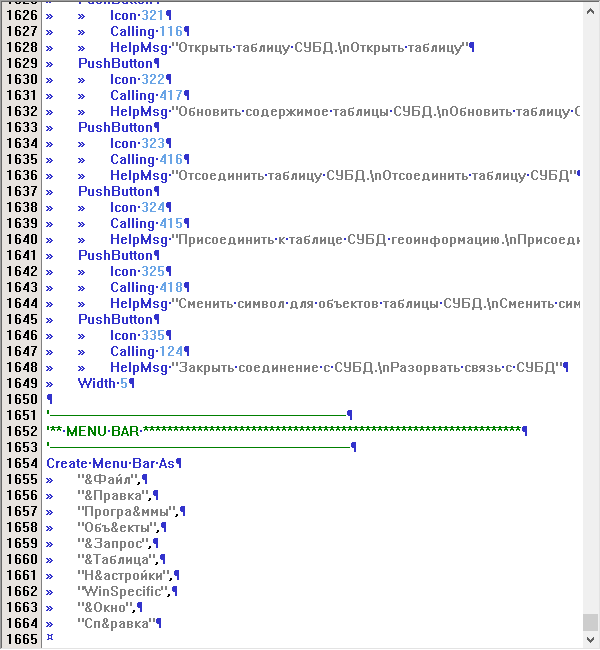 1625 » PushButton¶
1626 » » Icon·321¶
1627 » » Calling·116¶
1628 » » HelpMsg·"Открыть·таблицу·СУБД.\nОткрыть·таблицу"¶
1629 » PushButton¶
1630 » » Icon·322¶
1631 » » Calling·417¶
1632 » » HelpMsg·"Обновить·содержимое·таблицы·СУБД.\nОбновить·таблицу·С
1633 » PushButton¶
1634 » » Icon·323¶
1635 » » Calling·416¶
1636 » » HelpMsg·"Отсоединить·таблицу·СУБД.\nОтсоединить·таблицу·СУБД"¶
1637 » PushButton¶
1638 » » Icon·324¶
1639 » » Calling·415¶
1640 » » HelpMsg·"Присоединить·к·таблице·СУБД·геоинформацию.\nПрисоеди
1641 » PushButton¶
1642 » » Icon·325¶
1643 » » Calling·418¶
1644 » » HelpMsg·"Сменить·символ·для·объектов·таблицы·СУБД.\nСменить·сим
1645 » PushButton¶
1646 » » Icon·335¶
1647 » » Calling·124¶
1648 » » HelpMsg·"Закрыть·соединение·с·СУБД.\nРазорвать·связь·с·СУБД"¶
1649 » Width·5¶
1650 ¶
1651 '————————————————————————¶
1652 '**·MENU·BAR·************************************************************¶
1653 '————————————————————————¶
1654 Create·Menu·Bar·As¶
1655 » "&Файл",¶
1656 » "&Правка",¶
1657 » "Програ&ммы",¶
1658 » "Объ&екты",¶
1659 » "&Запрос",¶
1660 » "&Таблица",¶
1661 » "Н&астройки",¶
1662 » "WinSpecific",¶
1663 » "&Окно",¶
1664 » "Сп&равка"¶
1665 ¤